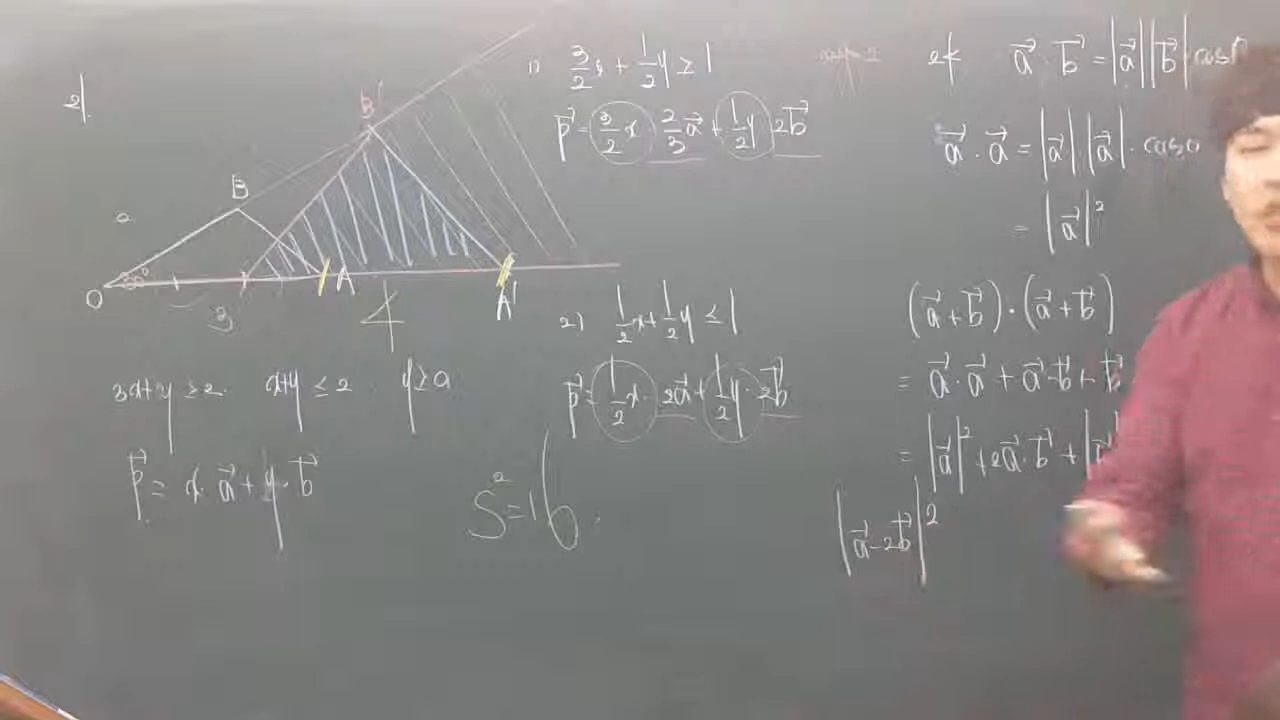 2)
B'
B
O
A
A'
3
4
3x+y ≥ 2 x+y ≤ 2 y ≥ 0
p⃗ = x·a⃗ + y·b⃗
1) 3/2x + 1/2y ≥ 1
p⃗ = 3/2x · 2/3a⃗ + 1/2y · 2b⃗
2) 1/2x + 1/2y ≤ 1
p⃗ = 1/2x · 2a⃗ + 1/2y · 2b⃗
S² = 16
a⃗ · b⃗ = |a⃗||b⃗|cos
a⃗ · a⃗ = |a⃗|·|a⃗|·cos0
= |a⃗|²
(a⃗+b⃗)·(a⃗+b⃗)
= a⃗·a⃗ + a⃗·b⃗ + b⃗
= |a⃗|² + 2a⃗·b⃗ + |
|a⃗-2b⃗|²